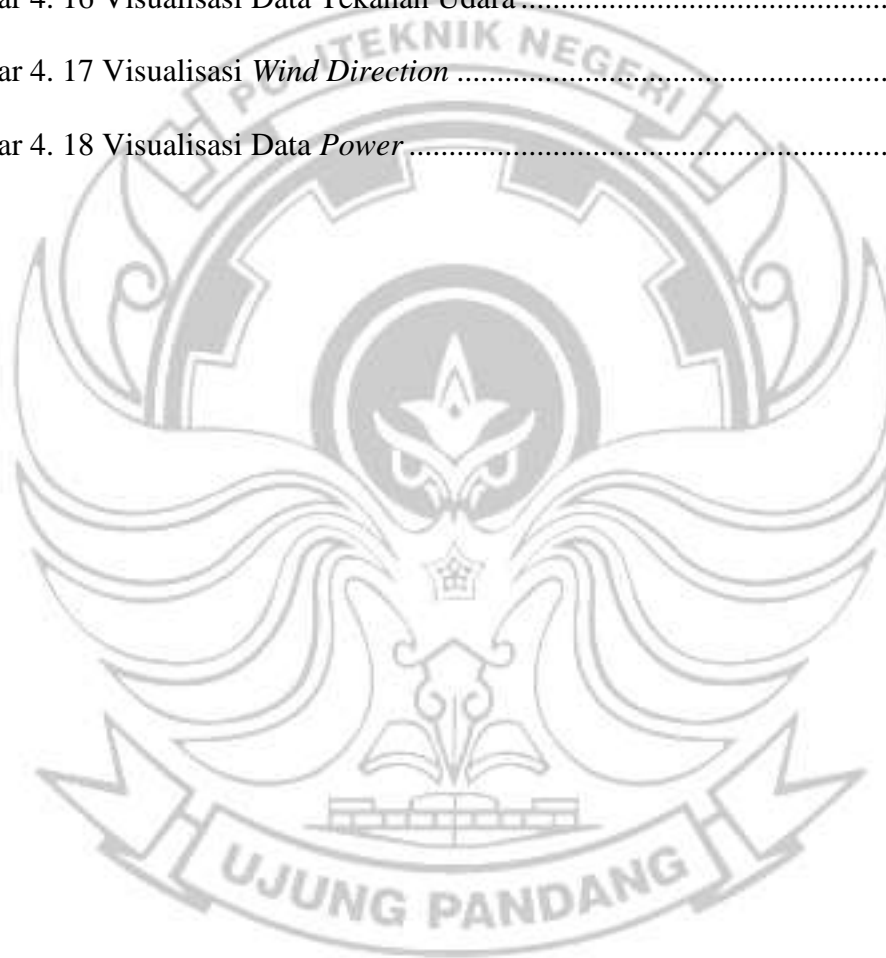 ar 4. 16 Visualisasi Data Tekanan Udara ....................................................
ar 4. 17 Visualisasi Wind Direction ............................................................
ar 4. 18 Visualisasi Data Power ..................................................................
POLITEKNIK NEGERI
UJUNG PANDANG